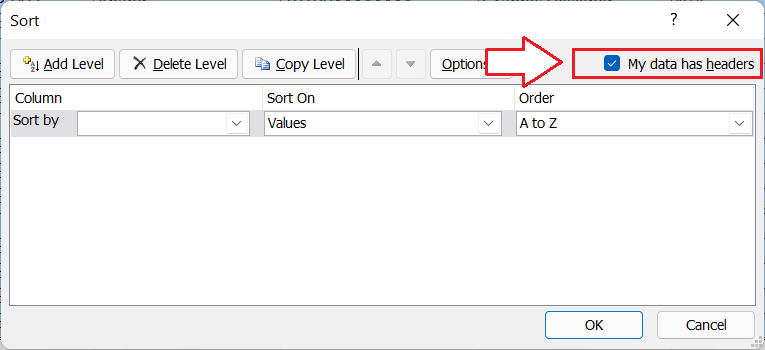 Sort
?
Add Level Delete Level Copy Level Options My data has headers
Column Sort On Order
Sort by Values A to Z
OK Cancel